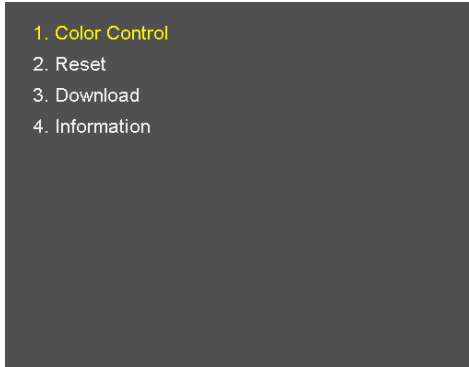 1. Color Control
2. Reset
3. Download
4. Information